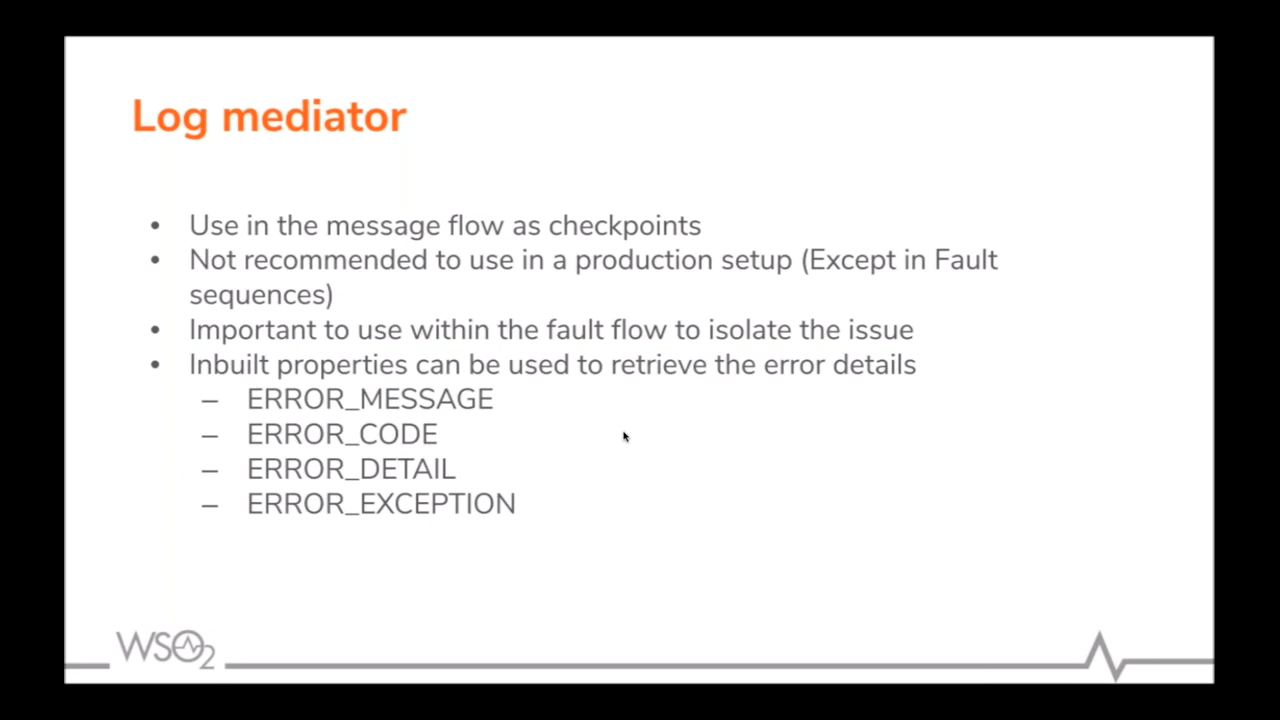 Log mediator
• Use in the message flow as checkpoints
• Not recommended to use in a production setup (Except in Fault
sequences)
• Important to use within the fault flow to isolate the issue
• Inbuilt properties can be used to retrieve the error details
– ERROR_MESSAGE
– ERROR_CODE
– ERROR_DETAIL
– ERROR_EXCEPTION
WSO2